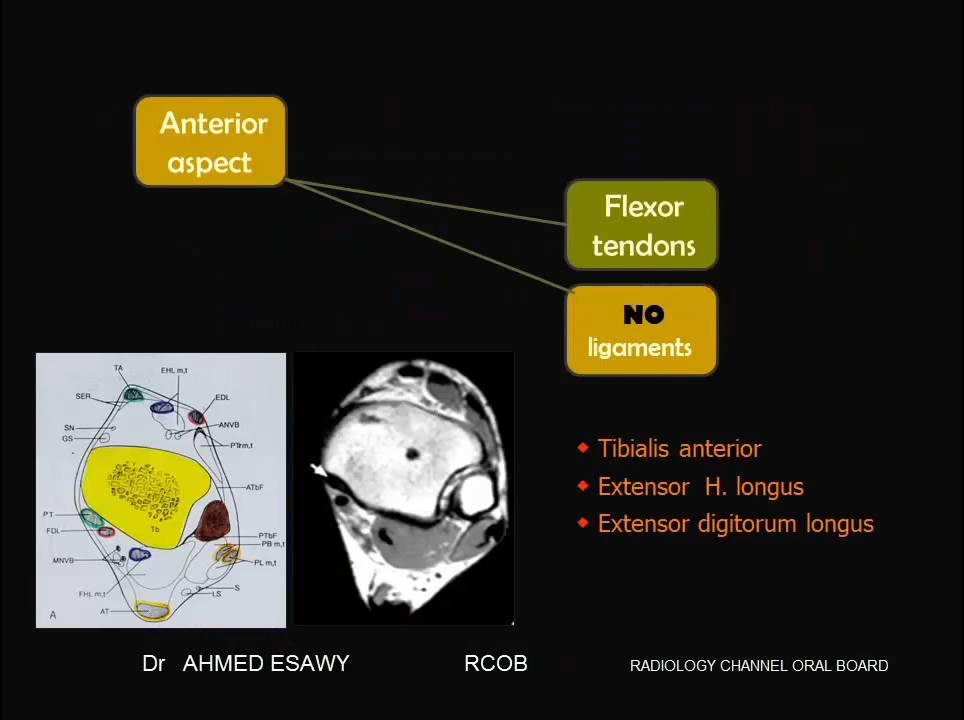 Anterior
aspect
Flexor
tendons
NO
ligaments
TA
EHL m,t
SER
EDL
SN
ANVB
GS
PTrm,t
ATbF
PT
Tb
FDL
PTbF
PB m,t
MNVB
PL m,t
FHL m,t
S
LS
AT
A
Tibialis anterior
Extensor H. longus
Extensor digitorum longus
Dr AHMED ESAWY RCOB RADIOLOGY CHANNEL ORAL BOARD